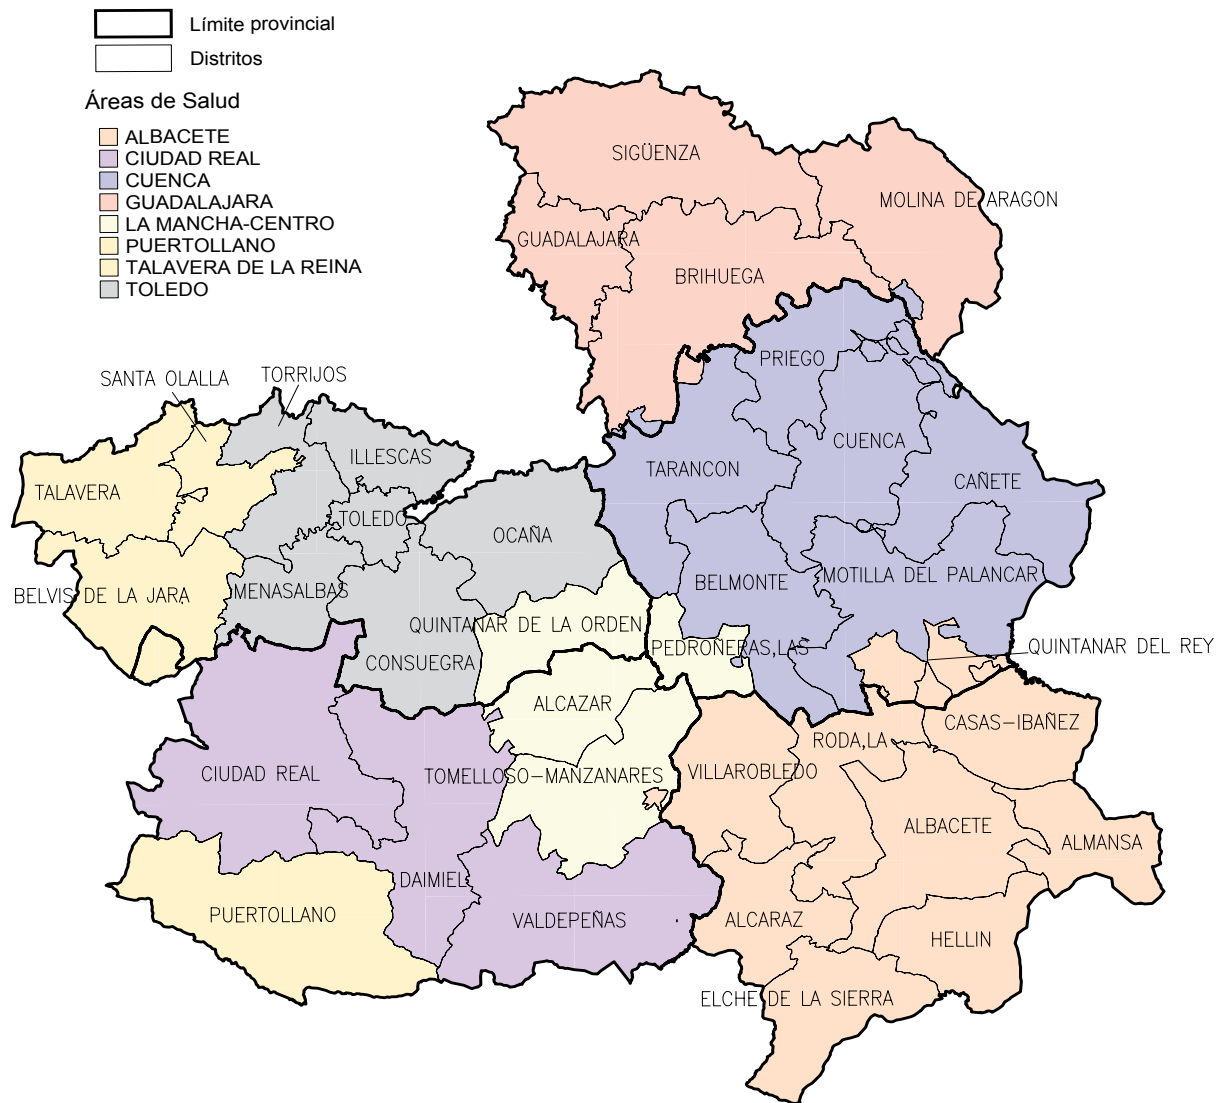 Límite provincial
Distritos
Áreas de Salud
ALBACETE
CIUDAD REAL
CUENCA
GUADALAJARA
LA MANCHA-CENTRO
PUERTOLLANO
TALAVERA DE LA REINA
TOLEDO
SIGÜENZA
MOLINA DE ARAGON
GUADALAJARA
BRIHUEGA
PRIEGO
SANTA OLALLA
TORRIJOS
CUENCA
ILLESCAS
TARANCON
CAÑETE
TALAVERA
TOLEDO
OCAÑA
BELMONTE
MOTILLA DEL PALANCAR
BELVIS DE LA JARA
MENASALBAS
QUINTANAR DE LA ORDEN
PEDROÑERAS,LAS
QUINTANAR DEL REY
CONSUEGRA
ALCAZAR
CASAS-IBAÑEZ
RODA,LA
CIUDAD REAL
TOMELLOSO-MANZANARES
VILLAROBLEDO
ALBACETE
ALMANSA
DAIMIEL
PUERTOLLANO
VALDEPEÑAS
ALCARAZ
HELLIN
ELCHE DE LA SIERRA